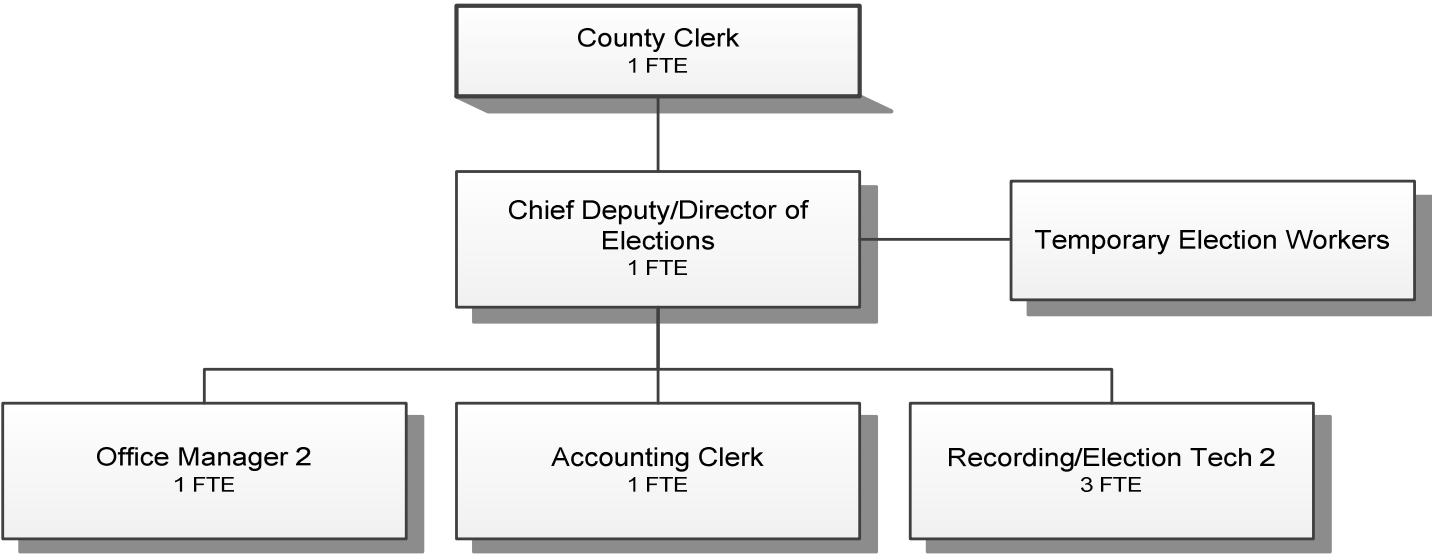 County Clerk
1 FTE
Chief Deputy/Director of
Elections
1 FTE
Temporary Election Workers
Office Manager 2
1 FTE
Accounting Clerk
1 FTE
Recording/Election Tech 2
3 FTE